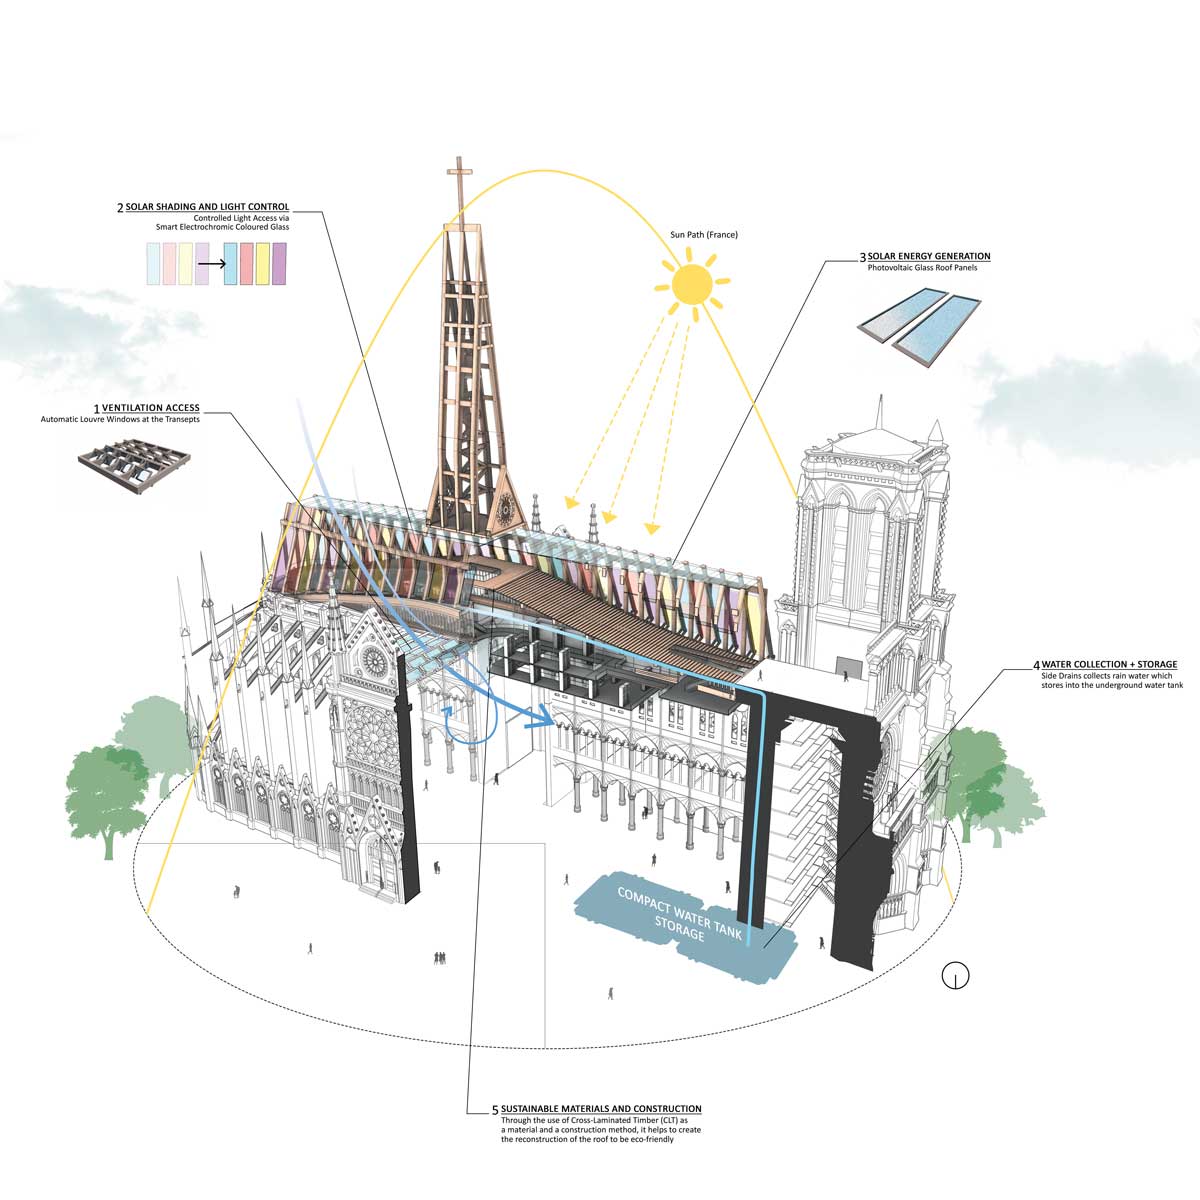 2 SOLAR SHADING AND LIGHT CONTROL
Controlled Light Access via
Smart Electrochromic Coloured Glass
Sun Path (France)
3 SOLAR ENERGY GENERATION
Photovoltaic Glass Roof Panels
1 VENTILATION ACCESS
Automatic Louvre Windows at the Transepts
4 WATER COLLECTION + STORAGE
Side Drains collects rain water which
stores into the underground water tank
COMPACT WATER TANK
STORAGE
5 SUSTAINABLE MATERIALS AND CONSTRUCTION
Through the use of Cross-Laminated Timber (CLT) as
a material and a construction method, it helps to create
the reconstruction of the roof to be eco-friendly